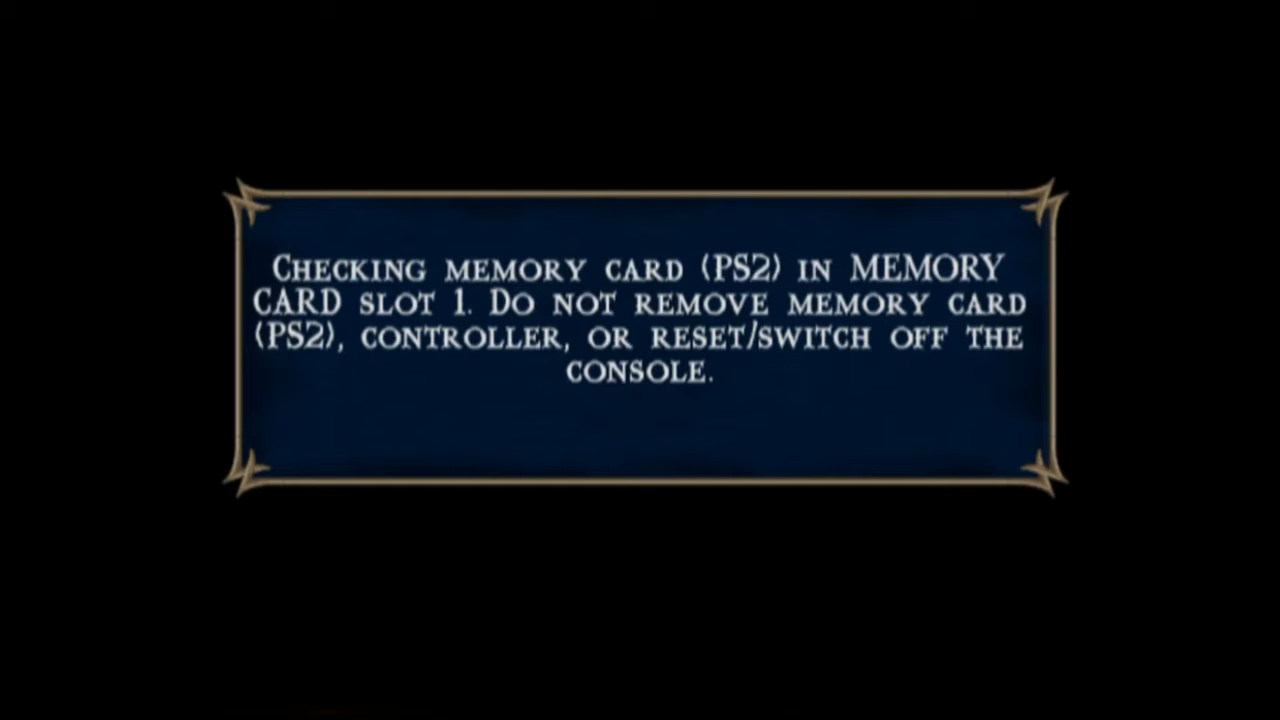 Checking memory card (PS2) in MEMORY
CARD slot 1. Do not remove memory card
(PS2), controller, or reset/switch off the
console.